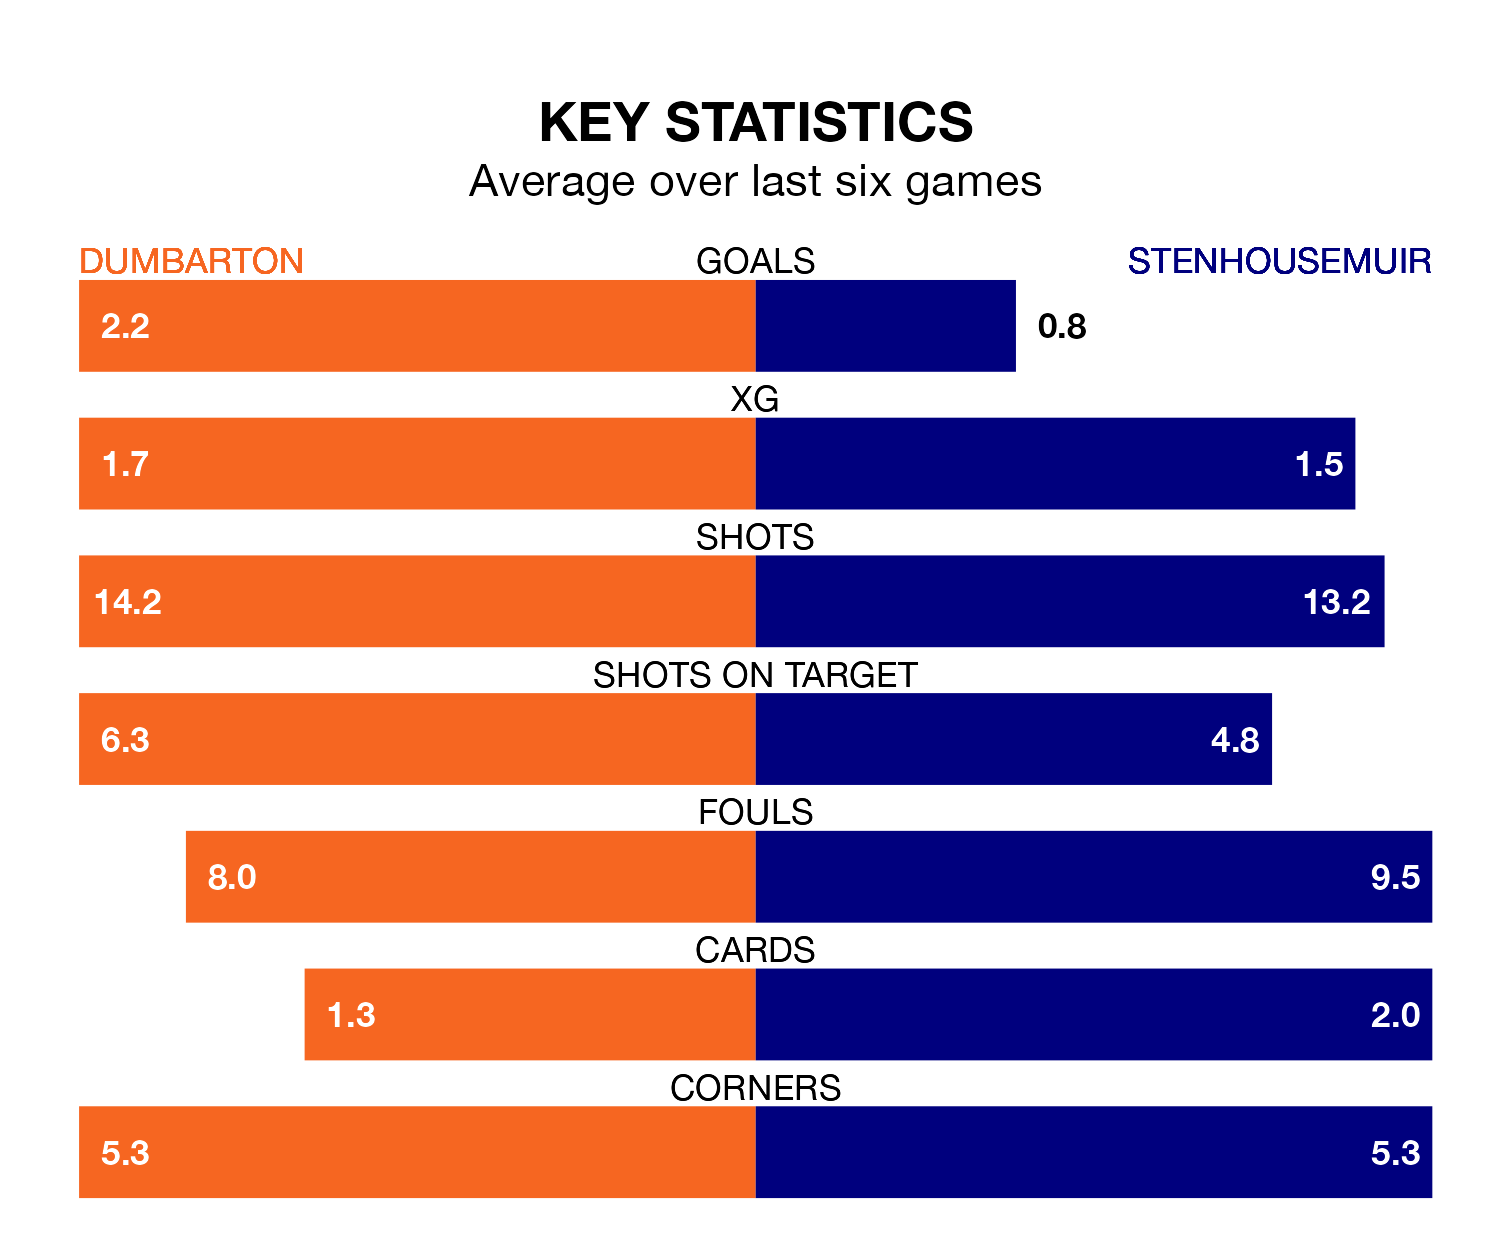 KEY STATISTICS
Average over last six games
DUMBARTON GOALS STENHOUSEMUIR
2.2 0.8
XG
1.7 1.5
SHOTS
14.2 13.2
SHOTS ON TARGET
6.3 4.8
FOULS
8.0 9.5
CARDS
1.3 2.0
CORNERS
5.3 5.3